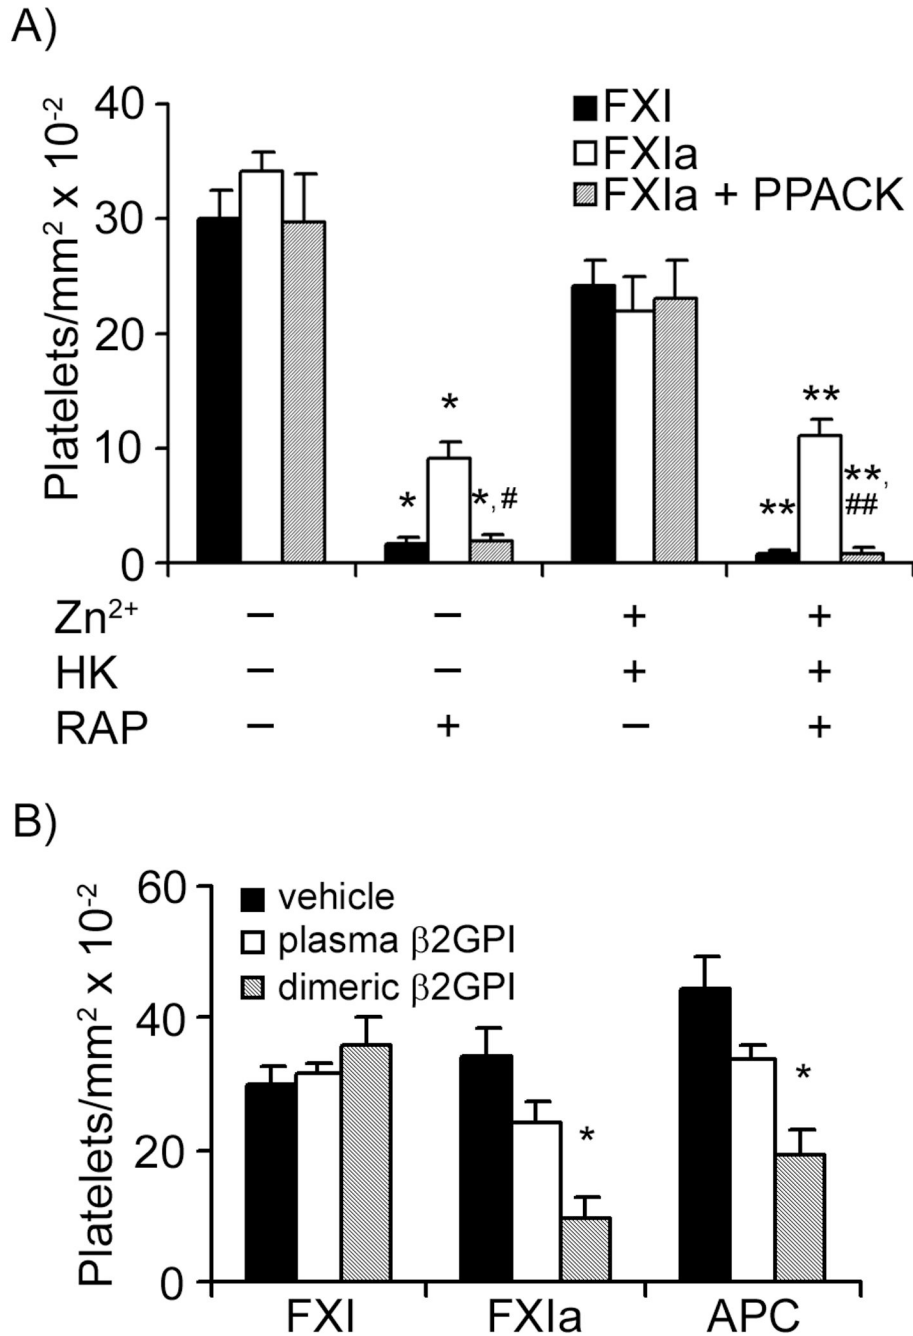 A)
Platelets/mm² x 10⁻²
40
30
20
10
0
FXI
FXIa
FXIa + PPACK
*
*
*, #
**
**
**,
##
Zn²⁺ – – + +
HK – – + +
RAP – + – +
B)
Platelets/mm² x 10⁻²
60
40
20
0
vehicle
plasma β2GPI
dimeric β2GPI
*
*
FXI FXIa APC